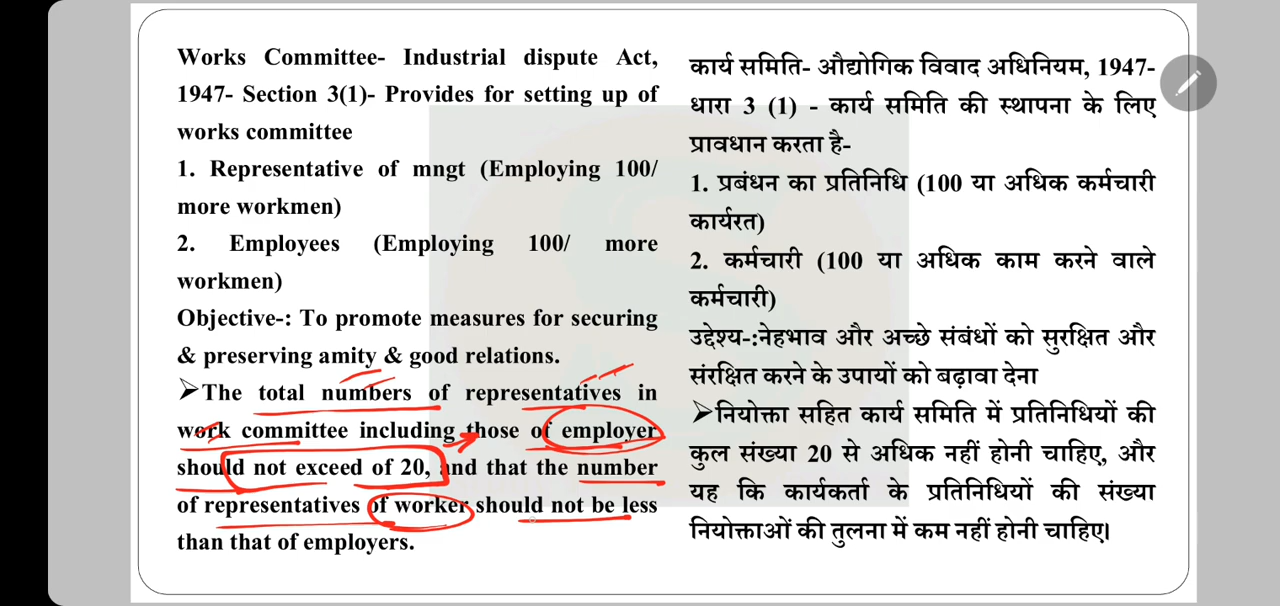 Works Committee- Industrial dispute Act,
1947- Section 3(1)- Provides for setting up of
works committee
1. Representative of mngt (Employing 100/
more workmen)
2. Employees (Employing 100/ more
workmen)
Objective-: To promote measures for securing
& preserving amity & good relations.
➢The total numbers of representatives in
work committee including those of employer
should not exceed of 20, and that the number
of representatives of worker should not be less
than that of employers.
कार्य समिति- औद्योगिक विवाद अधिनियम, 1947-
धारा 3 (1) - कार्य समिति की स्थापना के लिए
प्रावधान करता है-
1. प्रबंधन का प्रतिनिधि (100 या अधिक कर्मचारी
कार्यरत)
2. कर्मचारी (100 या अधिक काम करने वाले
कर्मचारी)
उद्देश्य-:नेहभाव और अच्छे संबंधों को सुरक्षित और
संरक्षित करने के उपायों को बढ़ावा देना
➢नियोक्ता सहित कार्य समिति में प्रतिनिधियों की
कुल संख्या 20 से अधिक नहीं होनी चाहिए, और
यह कि कार्यकर्ता के प्रतिनिधियों की संख्या
नियोक्ताओं की तुलना में कम नहीं होनी चाहिए।